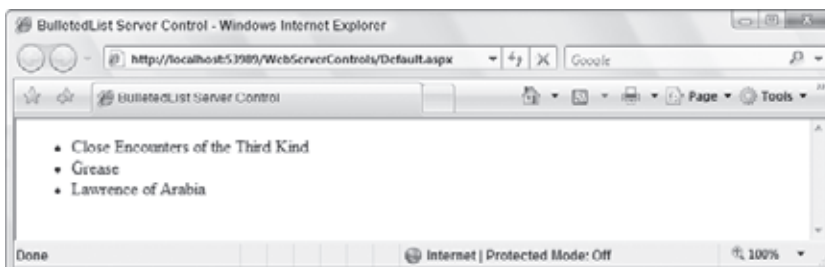 BulletedList Server Control - Windows Internet Explorer
http://localhost:53989/WebServerControls/Default.aspx
Google
BulletedList Server Control
Page
Tools
• Close Encounters of the Third Kind
• Grease
• Lawrence of Arabia
Done
Internet | Protected Mode: Off
100%